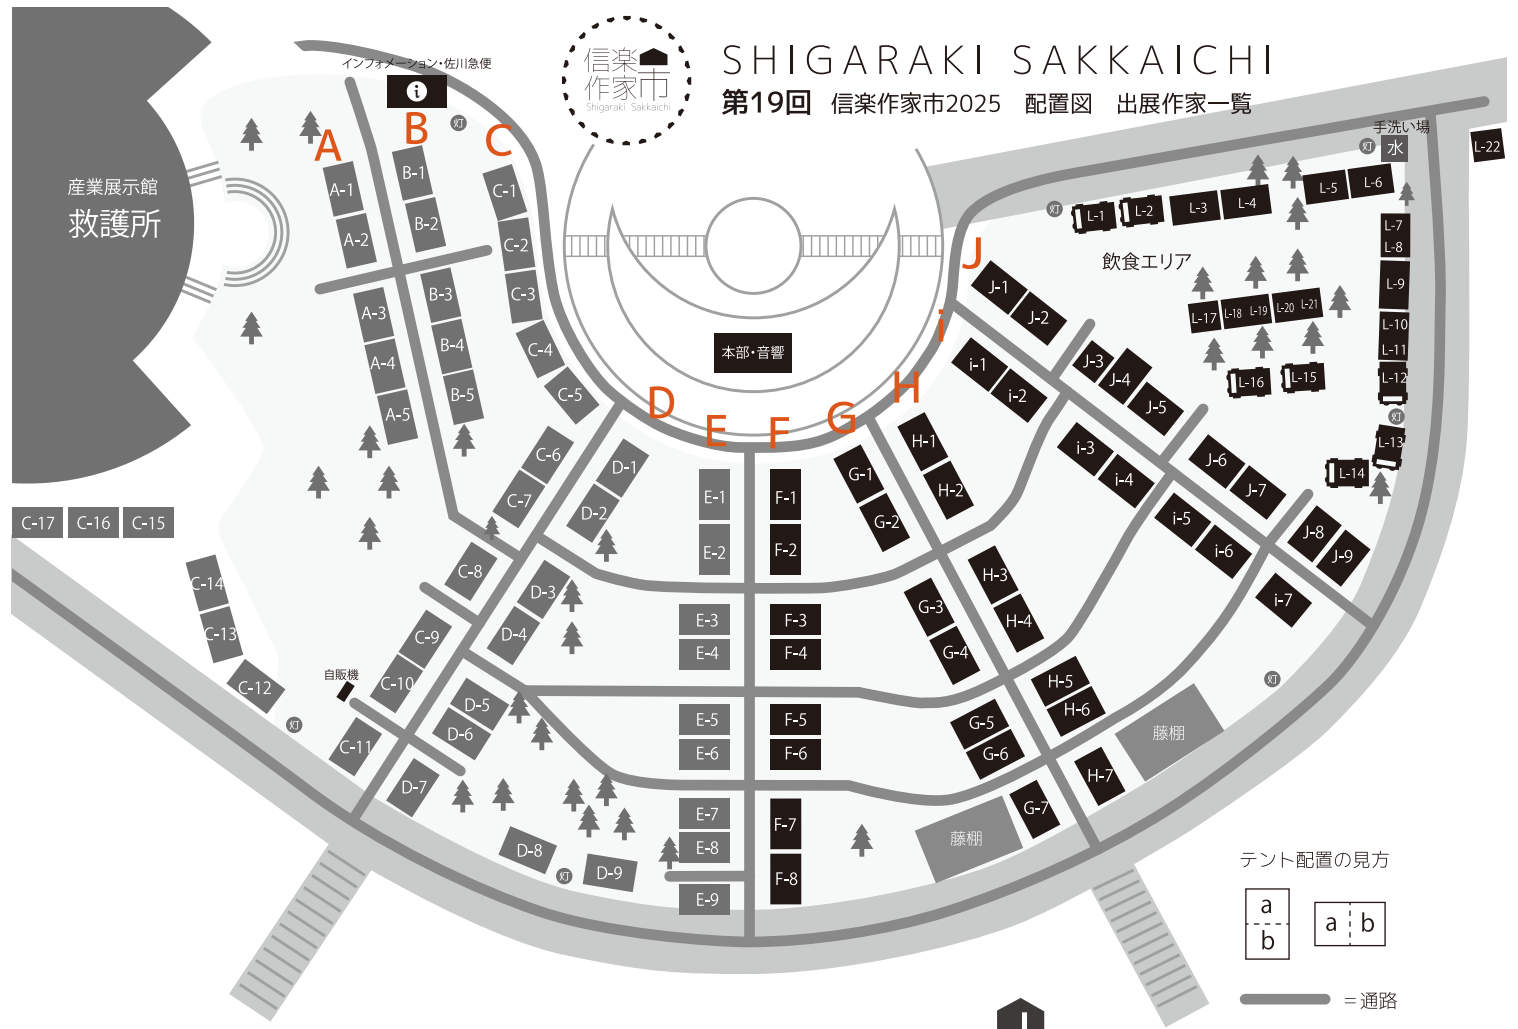 信楽
作家市
Shigaraki Sakkaichi
SHIGARAKI SAKKAICHI
第19回 信楽作家市2025 配置図 出展作家一覧
インフォメーション・佐川急便
i
灯
A
B
C
産業展示館
救護所
A-1
A-2
A-3
A-4
A-5
B-1
B-2
B-3
B-4
B-5
C-1
C-2
C-3
C-4
C-5
C-6
C-7
C-8
C-9
C-10
C-11
C-12
C-13
C-14
C-17
C-16
C-15
自販機
灯
本部・音響
D
E
F
G
H
i
J
D-1
D-2
D-3
D-4
D-5
D-6
D-7
D-8
D-9
灯
E-1
E-2
E-3
E-4
E-5
E-6
E-7
E-8
E-9
F-1
F-2
F-3
F-4
F-5
F-6
F-7
F-8
G-1
G-2
G-3
G-4
G-5
G-6
G-7
H-1
H-2
H-3
H-4
H-5
H-6
H-7
藤棚
藤棚
i-1
i-2
i-3
i-4
i-5
i-6
i-7
J-1
J-2
J-3
J-4
J-5
J-6
J-7
J-8
J-9
灯
手洗い場
灯
水
灯
飲食エリア
L-1
L-2
L-3
L-4
L-5
L-6
L-7
L-8
L-9
L-10
L-11
L-12
灯
L-13
L-14
L-15
L-16
L-17
L-18
L-19
L-20
L-21
L-22
テント配置の見方
a
b
a b
=通路